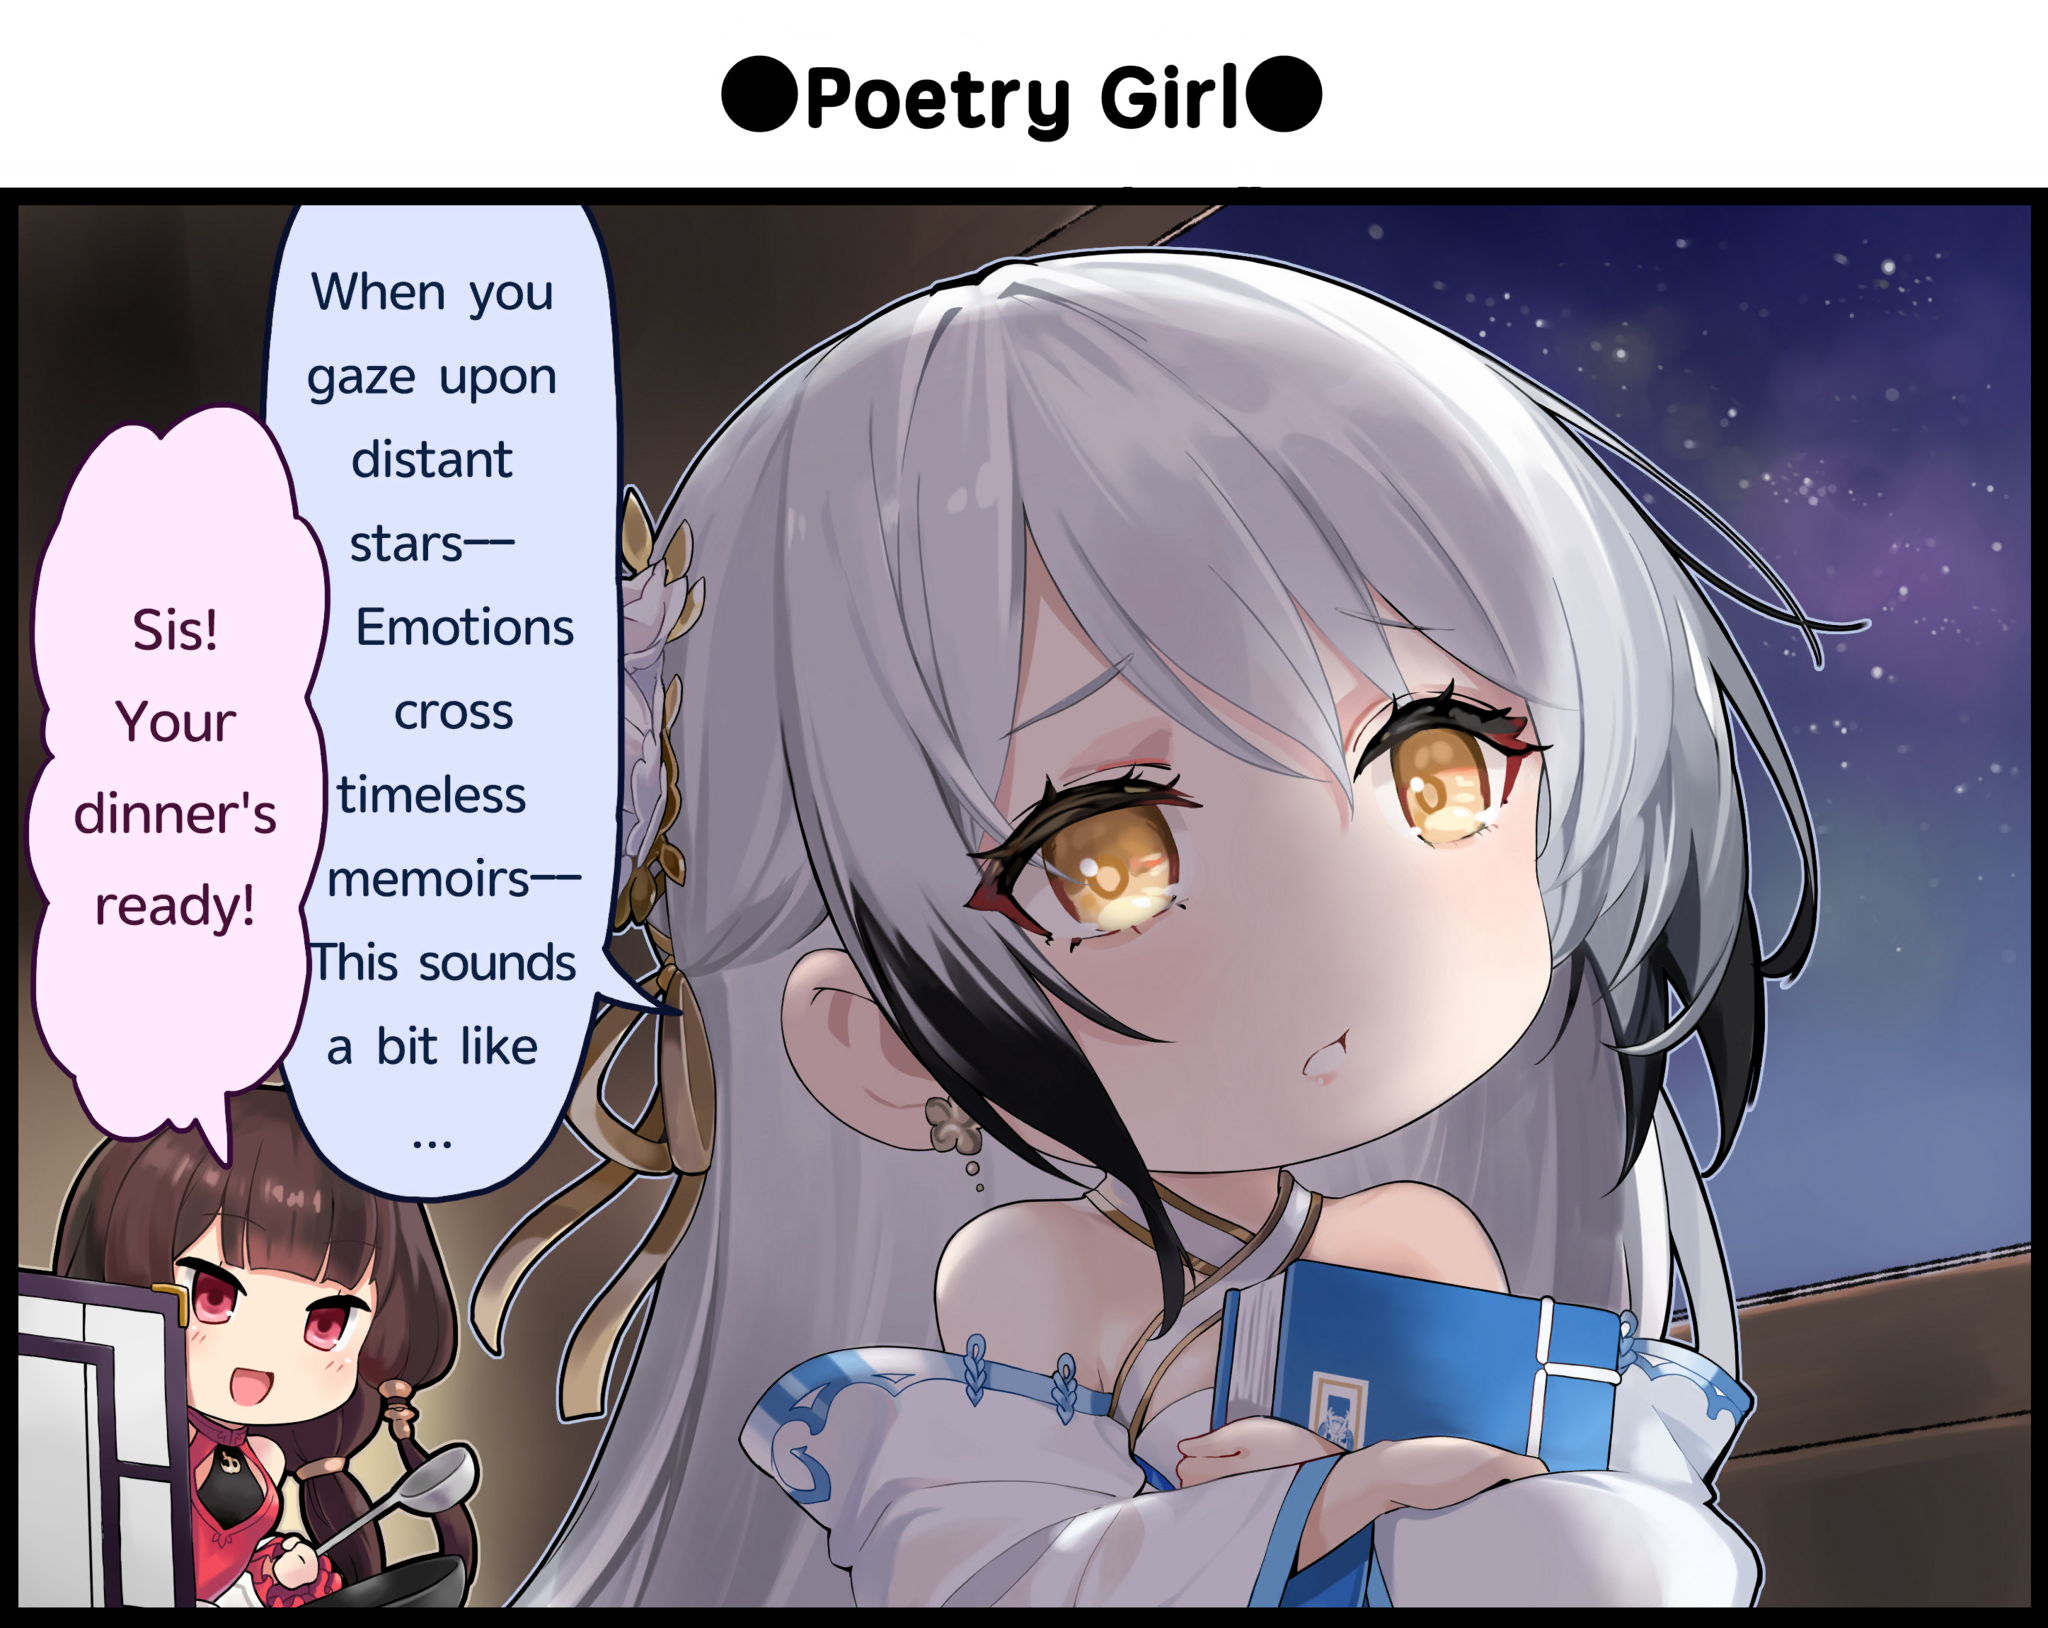 ●Poetry Girl●
When you
gaze upon
distant
stars——
Emotions
cross
timeless
memoirs——
This sounds
a bit like
...
Sis!
Your
dinner's
ready!